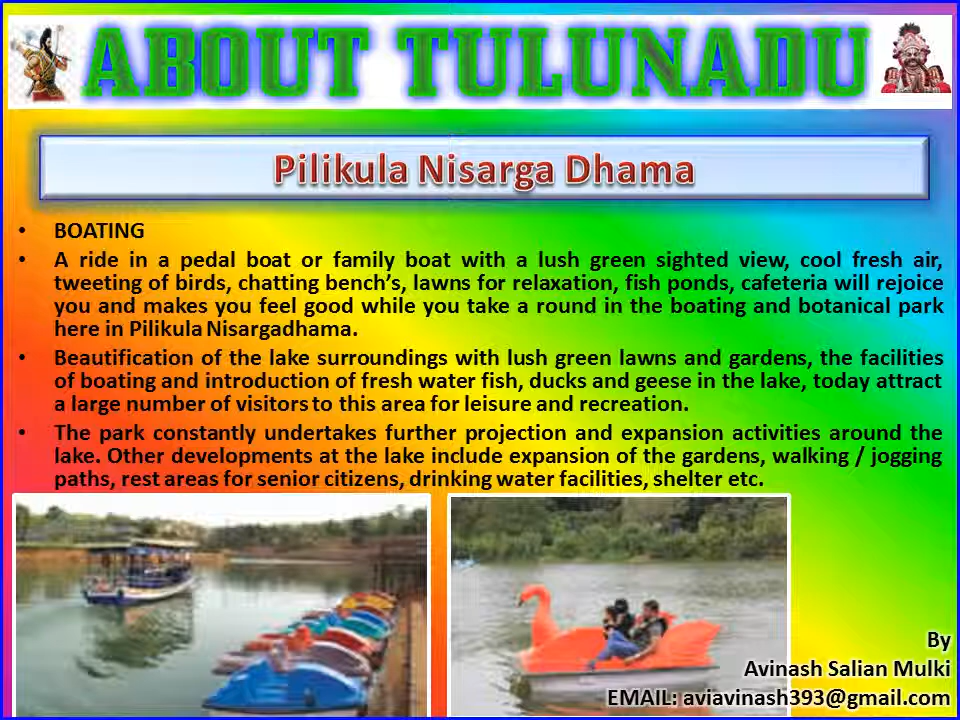 ABOUT TULUNADU
Pilikula Nisarga Dhama
• BOATING
• A ride in a pedal boat or family boat with a lush green sighted view, cool fresh air,
tweeting of birds, chatting bench’s, lawns for relaxation, fish ponds, cafeteria will rejoice
you and makes you feel good while you take a round in the boating and botanical park
here in Pilikula Nisargadhama.
• Beautification of the lake surroundings with lush green lawns and gardens, the facilities
of boating and introduction of fresh water fish, ducks and geese in the lake, today attract
a large number of visitors to this area for leisure and recreation.
• The park constantly undertakes further projection and expansion activities around the
lake. Other developments at the lake include expansion of the gardens, walking / jogging
paths, rest areas for senior citizens, drinking water facilities, shelter etc.
By
Avinash Salian Mulki
EMAIL: aviavinash393@gmail.com